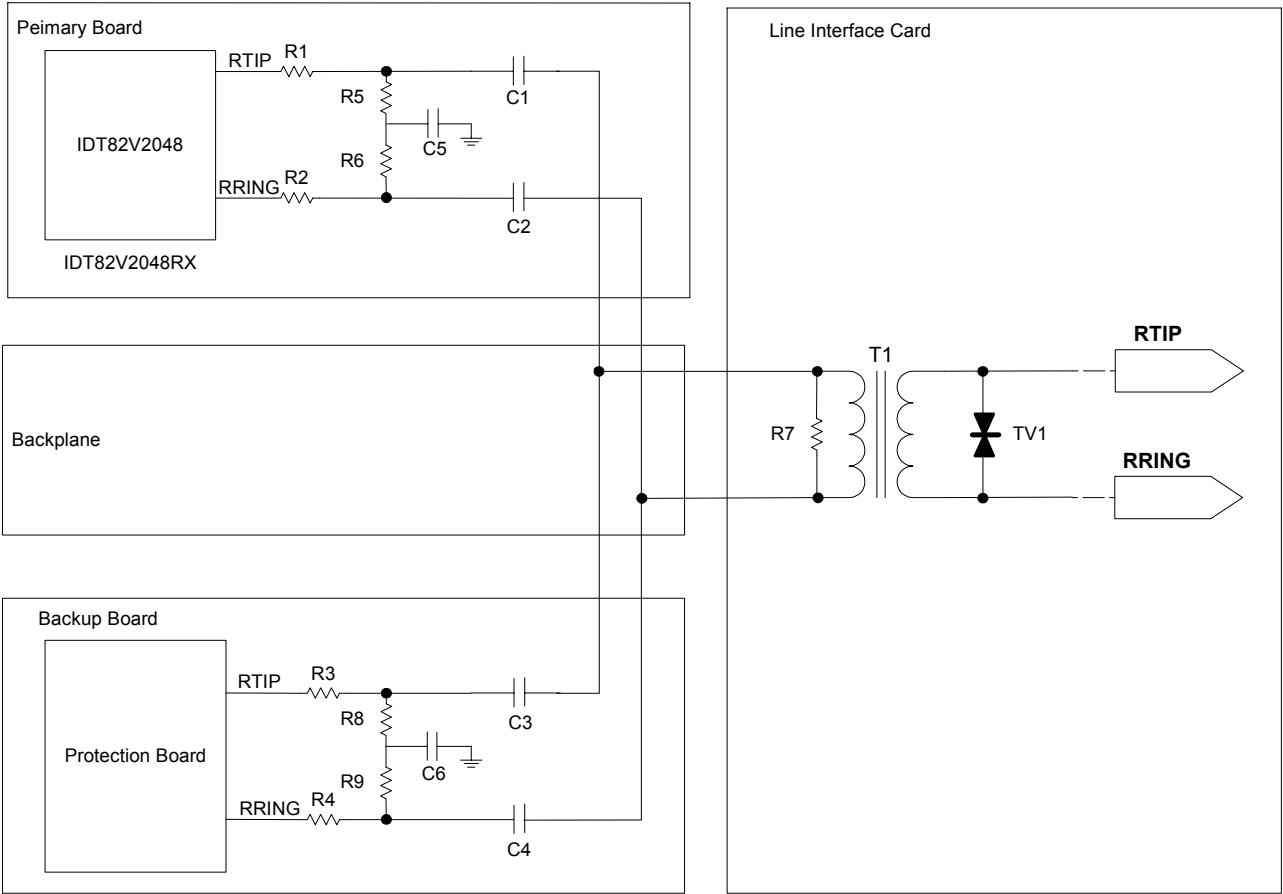 Peimary Board
RTIP
R1
R5
C1
IDT82V2048
C5
R6
RRING
R2
C2
IDT82V2048RX
Line Interface Card
Backplane
R7
T1
TV1
RTIP
RRING
Backup Board
RTIP
R3
R8
C3
Protection Board
C6
R9
RRING
R4
C4